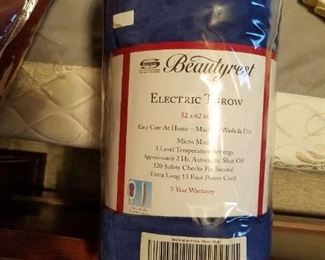 Beautyrest
ELECTRIC THROW
52 x 62 in
Easy Care At Home ~ Machine Wash & Dry
Micro Mink
3 Level Temperature Settings
Approximately 2 Hr. Automatic Shut Off
120 Safety Checks Per Second
Extra Long 13 Foot Power Cord
5 Year Warranty